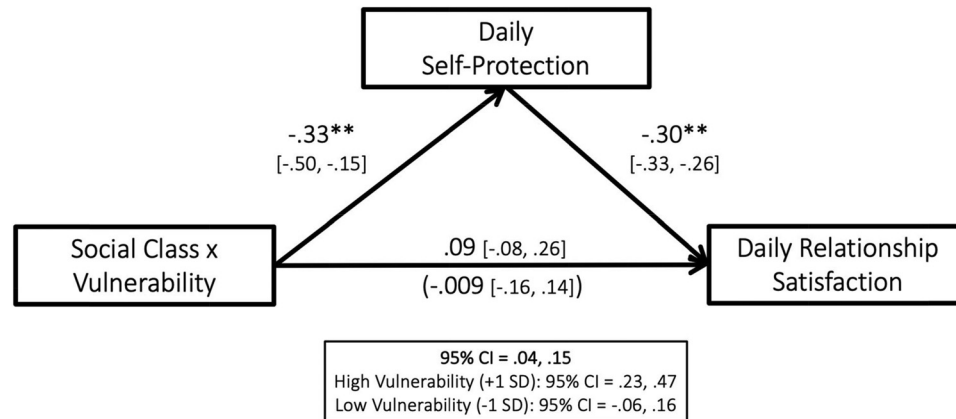 Daily
Self-Protection
-.33**
[-.50, -.15]
-.30**
[-.33, -.26]
Social Class x
Vulnerability
.09 [-.08, .26]
(-.009 [-.16, .14])
Daily Relationship
Satisfaction
95% CI = .04, .15
High Vulnerability (+1 SD): 95% CI = .23, .47
Low Vulnerability (-1 SD): 95% CI = -.06, .16